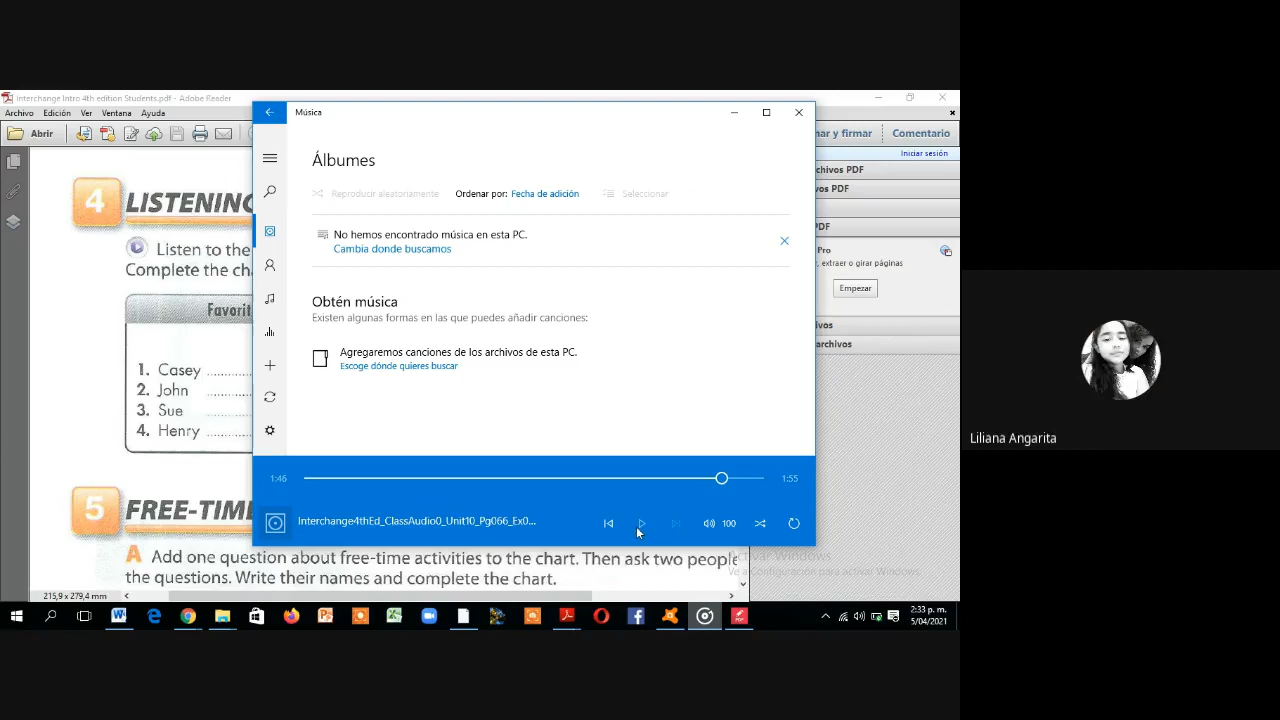 Interchange Intro 4th edition Students.pdf - Adobe Reader
Archivo Edición Ver Ventana Ayuda
Abrir
nar y firmar
Comentario
Iniciar sesión
Música
Álbumes
Reproducir aleatoriamente
Ordenar por: Fecha de adición
Seleccionar
No hemos encontrado música en esta PC.
Cambia donde buscamos
Obtén música
Existen algunas formas en las que puedes añadir canciones:
Agregaremos canciones de los archivos de esta PC.
Escoge dónde quieres buscar
1:46
1:55
Interchange4thEd_ClassAudio0_Unit10_Pg066_Ex0...
100
4 LISTENING
Listen to the
Complete the cha
Favorit
1. Casey
2. John
3. Sue
4. Henry
5 FREE-TIM
A Add one question about free-time activities to the chart. Then ask two people
the questions. Write their names and complete the chart.
chivos PDF
vos PDF
PDF
Pro
, extraer o girar páginas
Empezar
ivos
archivos
Activar Windows
Ve a Configuración para activar Windows.
215,9 x 279,4 mm
2:33 p. m.
5/04/2021
Liliana Angarita